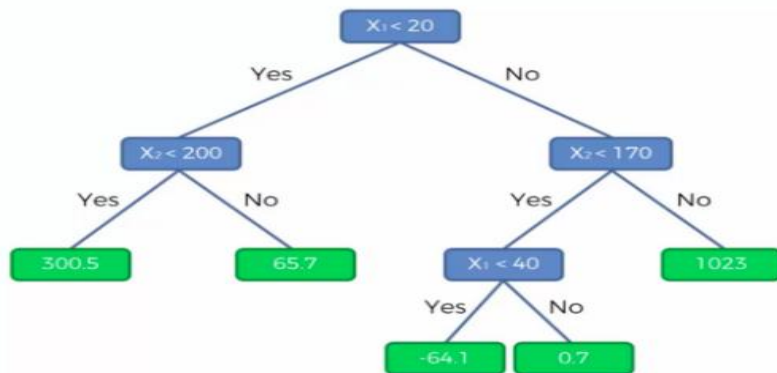 X₁ < 20
Yes
No
X₂ < 200
X₂ < 170
Yes
No
Yes
No
300.5
65.7
X₁ < 40
1023
Yes
No
-64.1
0.7